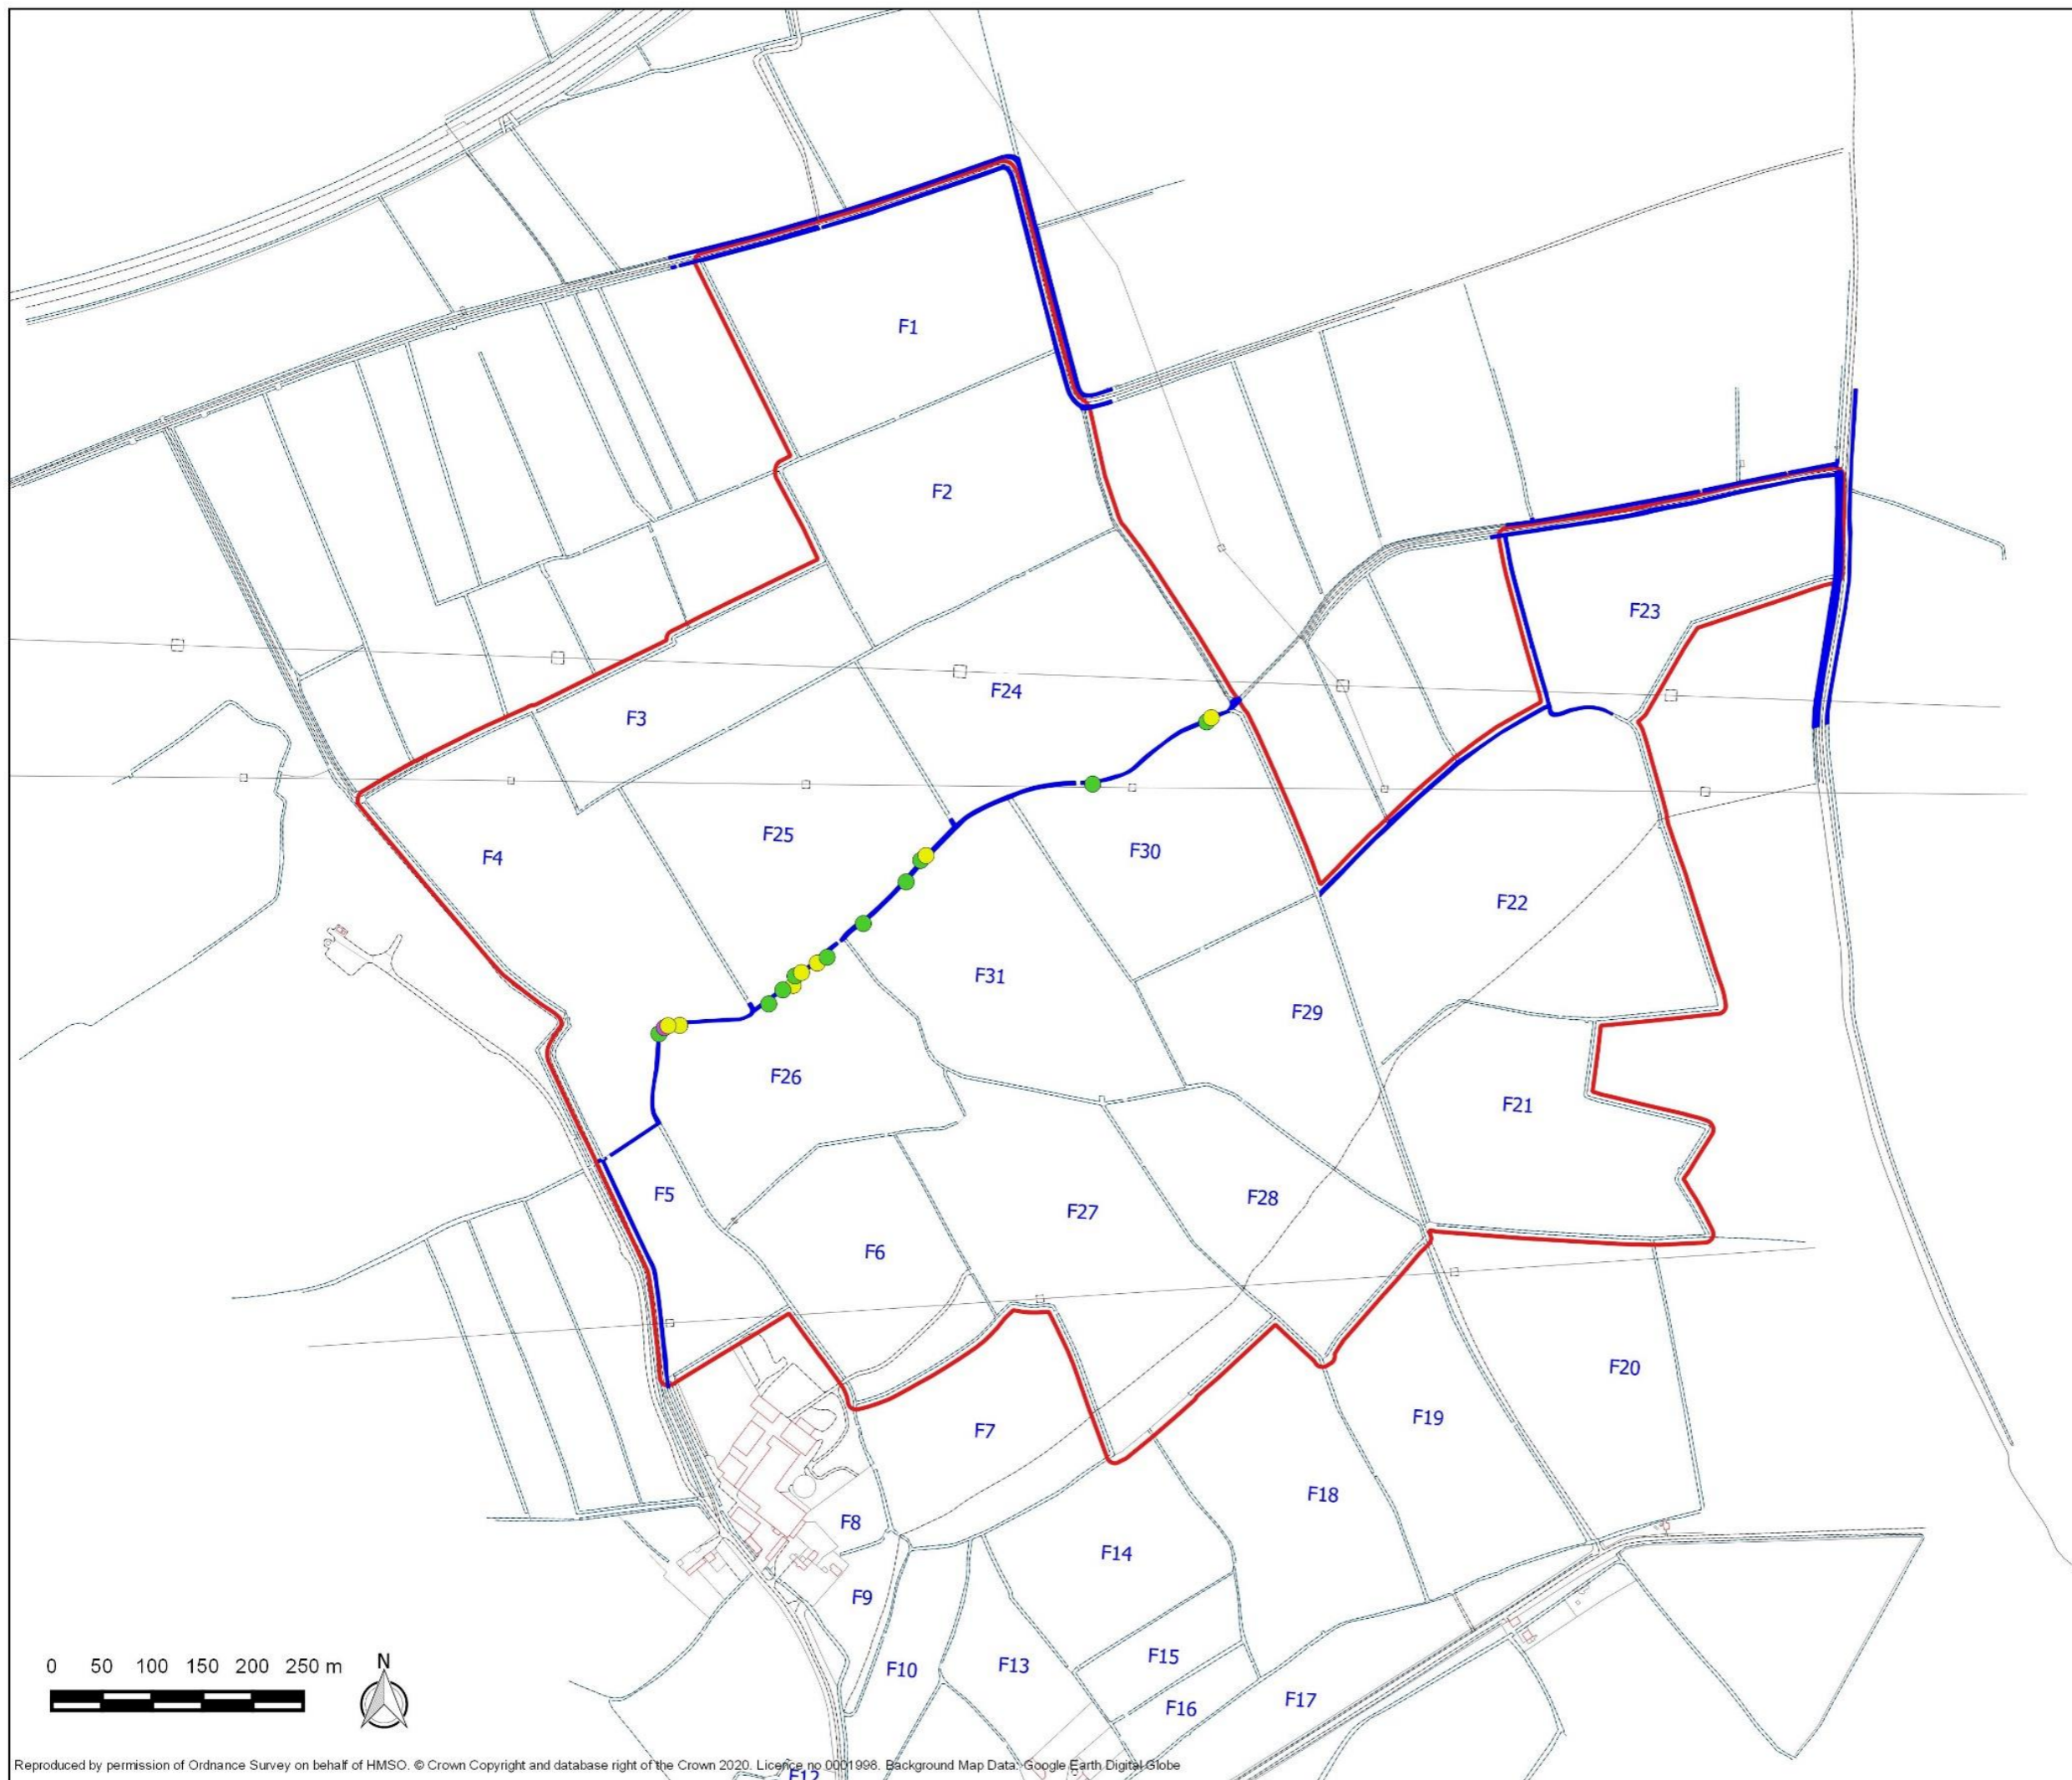 F1
F2
F23
F24
F3
F25
F30
F4
F22
F31
F29
F26
F21
F5
F28
F27
F6
F20
F19
F7
F18
F8
F14
F9
F15
F13
F10
F17
F16
0 50 100 150 200 250 m
N
Reproduced by permission of Ordnance Survey on behalf of HMSO. © Crown Copyright and database right of the Crown 2020. Licence no 0001998. Background Map Data: Google Earth Digital Globe
F12